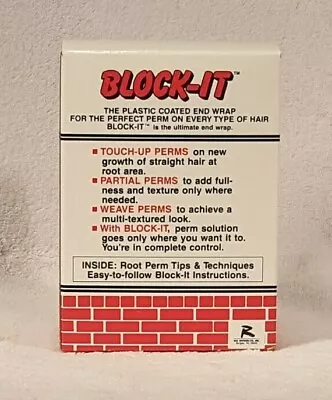 BLOCK-IT™
THE PLASTIC COATED END WRAP
FOR THE PERFECT PERM ON EVERY TYPE OF HAIR
BLOCK-IT™ is the ultimate end wrap.
▪ TOUCH-UP PERMS on new
growth of straight hair at
root area.
▪ PARTIAL PERMS to add full-
ness and texture only where
needed.
▪ WEAVE PERMS to achieve a
multi-textured look.
▪ With BLOCK-IT, perm solution
goes only where you want it to.
You're in complete control.
INSIDE: Root Perm Tips & Techniques
Easy-to-follow Block-It Instructions.
R